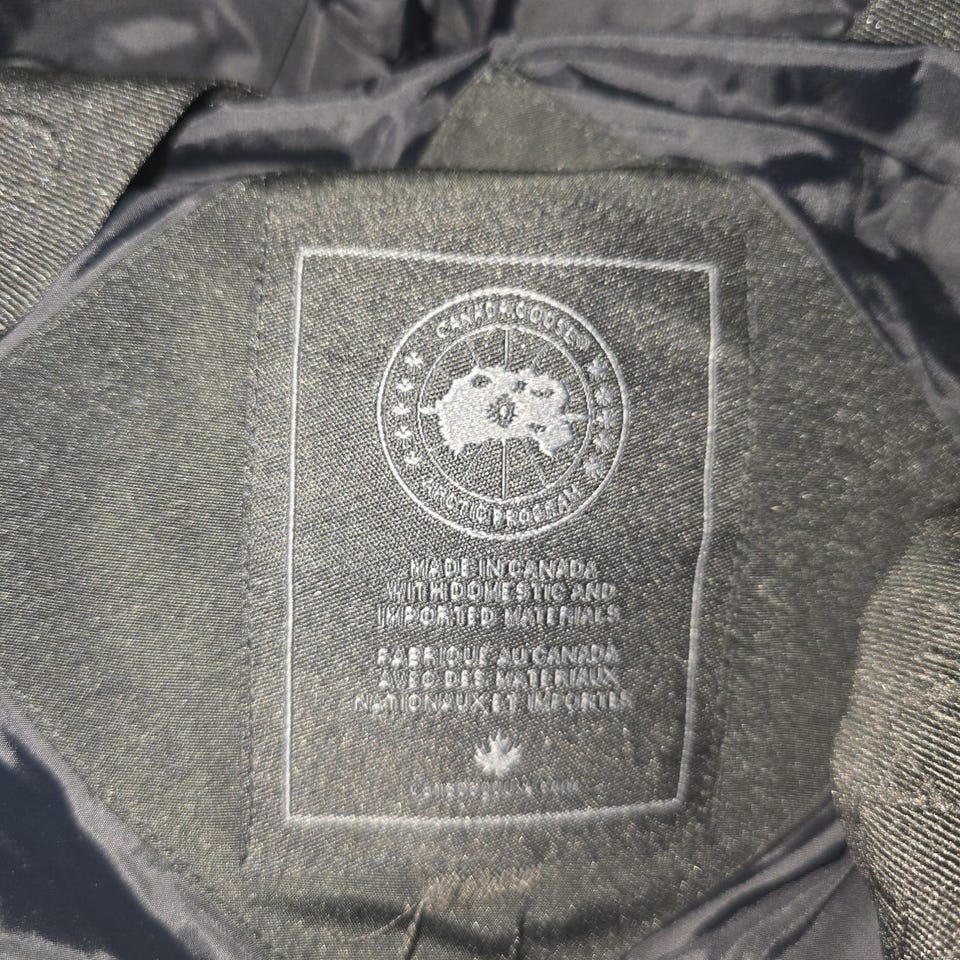 CANADA GOOSE®
ARCTIC PROGRAM
MADE IN CANADA
WITH DOMESTIC AND
IMPORTED MATERIALS
FABRIQUÉ AU CANADA
AVEC DES MATERIAUX
NATIONAUX ET IMPORTÉS